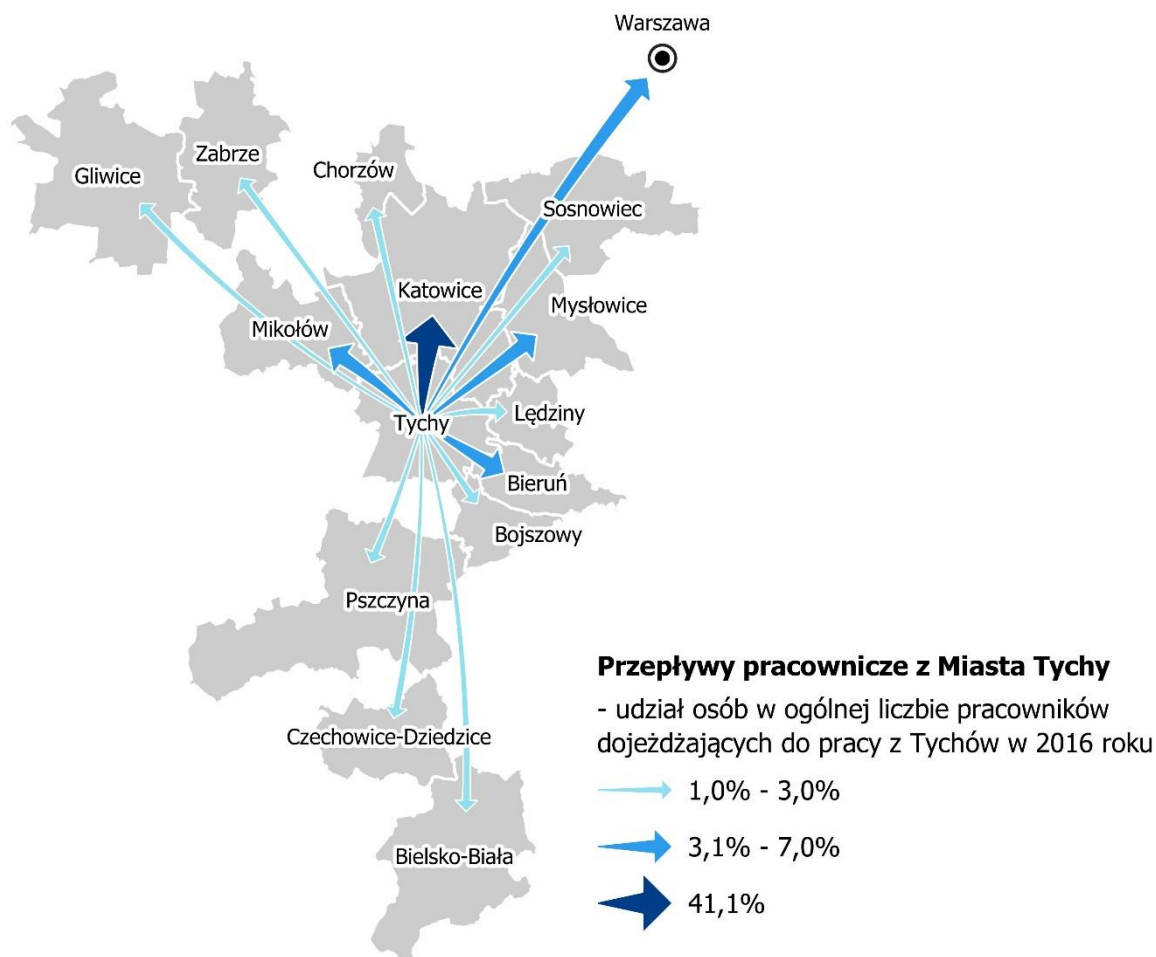 Warszawa
Zabrze
Gliwice
Chorzów
Sosnowiec
Katowice
Mysłowice
Mikołów
Lędziny
Tychy
Bieruń
Bojszowy
Pszczyna
Czechowice-Dziedzice
Bielsko-Biała
Przepływy pracownicze z Miasta Tychy
- udział osób w ogólnej liczbie pracowników
dojeżdżających do pracy z Tychów w 2016 roku
1,0% - 3,0%
3,1% - 7,0%
41,1%